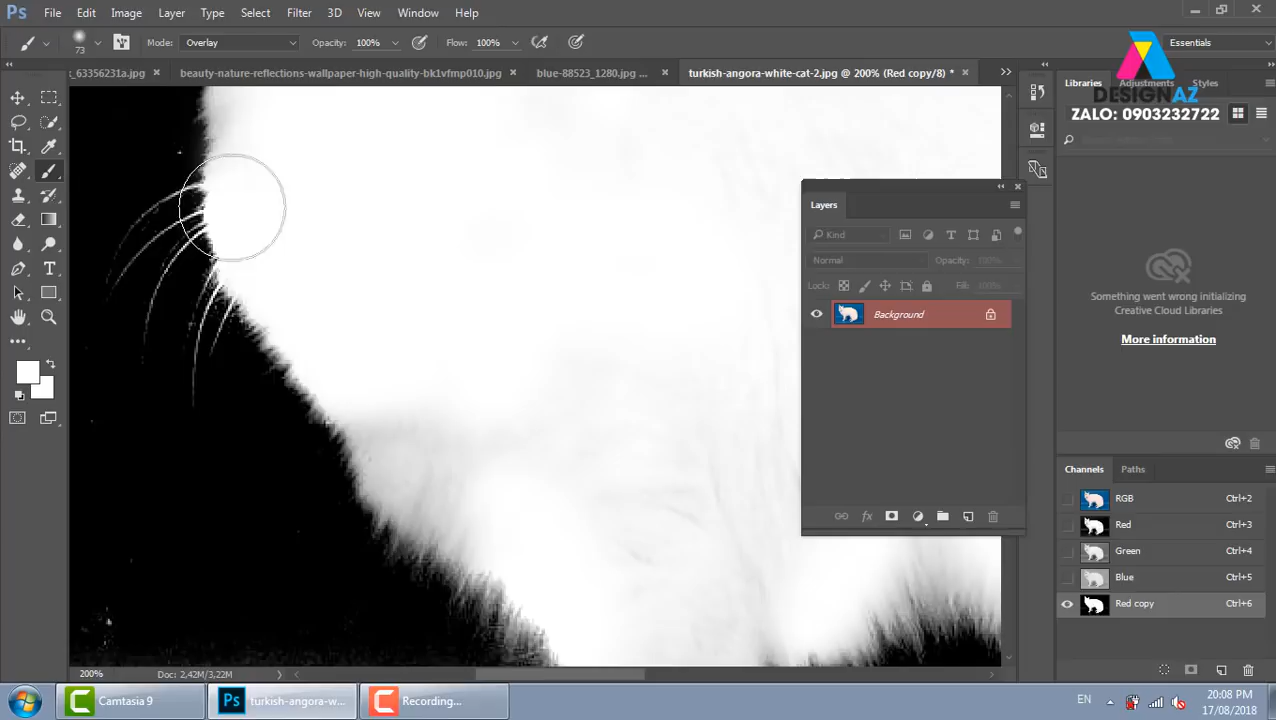 Ps File Edit Image Layer Type Select Filter 3D View Window Help
73 Mode: Overlay Opacity: 100% Flow: 100% Essentials
_63356231a.jpg × beauty-nature-reflections-wallpaper-high-quality-bk1vfmp010.jpg × blue-88523_1280.jpg ... × turkish-angora-white-cat-2.jpg @ 200% (Red copy/8) * ×
Libraries Adjustments Styles
DESIGNAZ
ZALO: 0903232722
Layers
Kind
Normal Opacity: 100%
Lock: Fill: 100%
Background
Something went wrong initializing
Creative Cloud Libraries
More information
Channels Paths
RGB Ctrl+2
Red Ctrl+3
Green Ctrl+4
Blue Ctrl+5
Red copy Ctrl+6
200% Doc: 2,42M/3,22M
Camtasia 9 Ps turkish-angora-w... Recording... EN 20:08 PM
17/08/2018